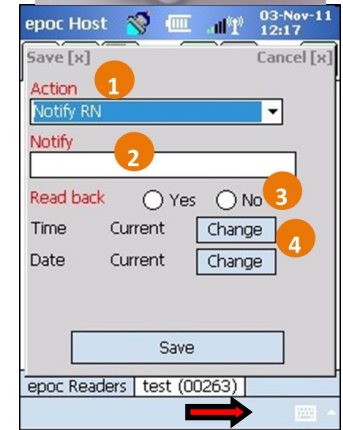 epoc Host 03-Nov-11
12:17
Save [x] Cancel [x]
Action 1
Notify RN
Notify
2
Read back Yes No 3
Time Current Change
4
Date Current Change
Save
epoc Readers test (00263)